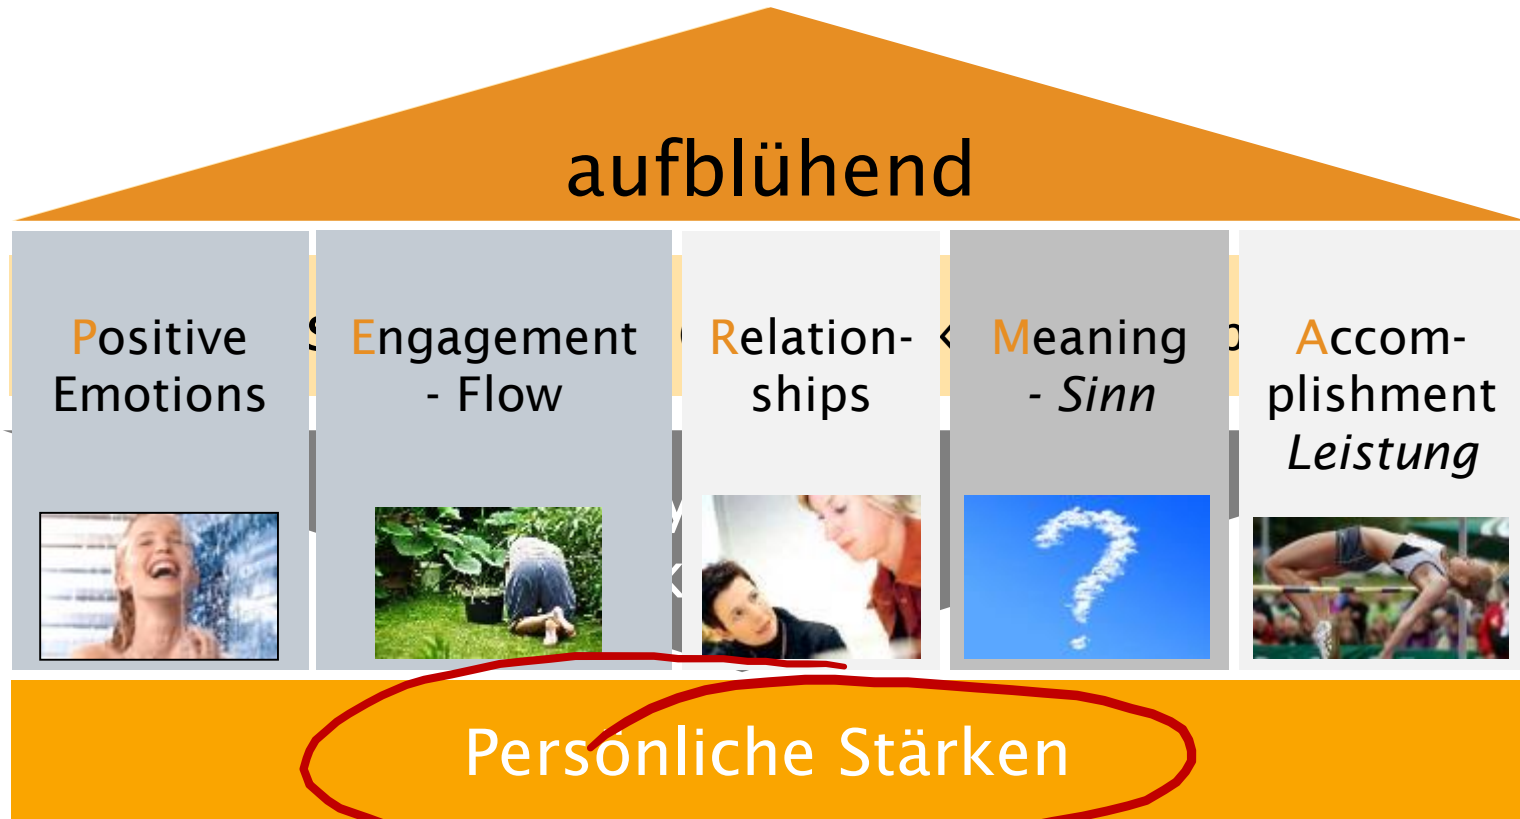 aufblühend
Positive
Emotions
Engagement
- Flow
Relation-
ships
Meaning
- Sinn
Accom-
plishment
Leistung
Persönliche Stärken